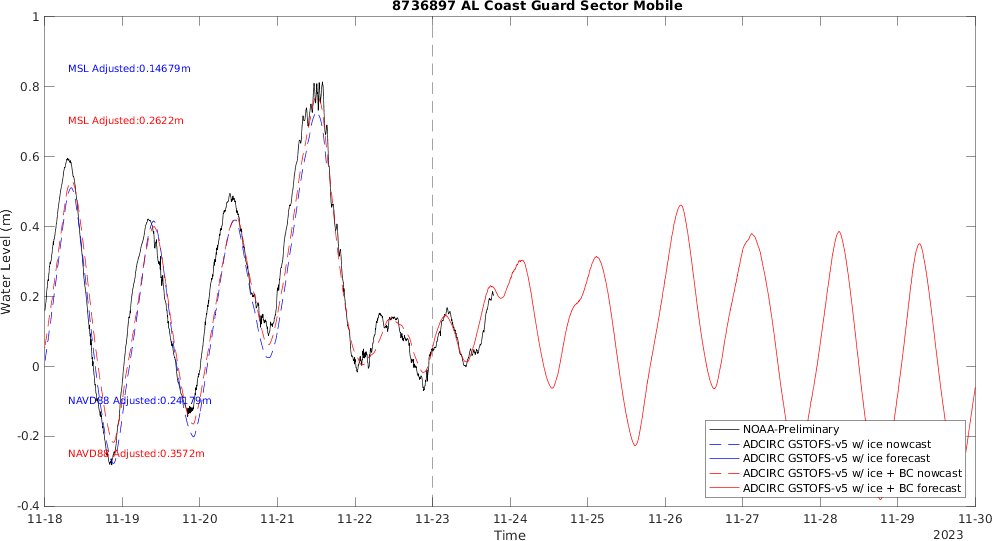 8736897 AL Coast Guard Sector Mobile
1
MSL Adjusted:0.14679m
0.8
MSL Adjusted:0.2622m
0.6
0.4
Water Level (m)
0.2
0
NAVD88 Adjusted:0.24179m
-0.2
NAVD88 Adjusted:0.3572m
-0.4
NOAA-Preliminary
ADCIRC GSTOFS-v5 w/ ice nowcast
ADCIRC GSTOFS-v5 w/ ice forecast
ADCIRC GSTOFS-v5 w/ ice + BC nowcast
ADCIRC GSTOFS-v5 w/ ice + BC forecast
11-18 11-19 11-20 11-21 11-22 11-23 11-24 11-25 11-26 11-27 11-28 11-29 11-30
Time
2023